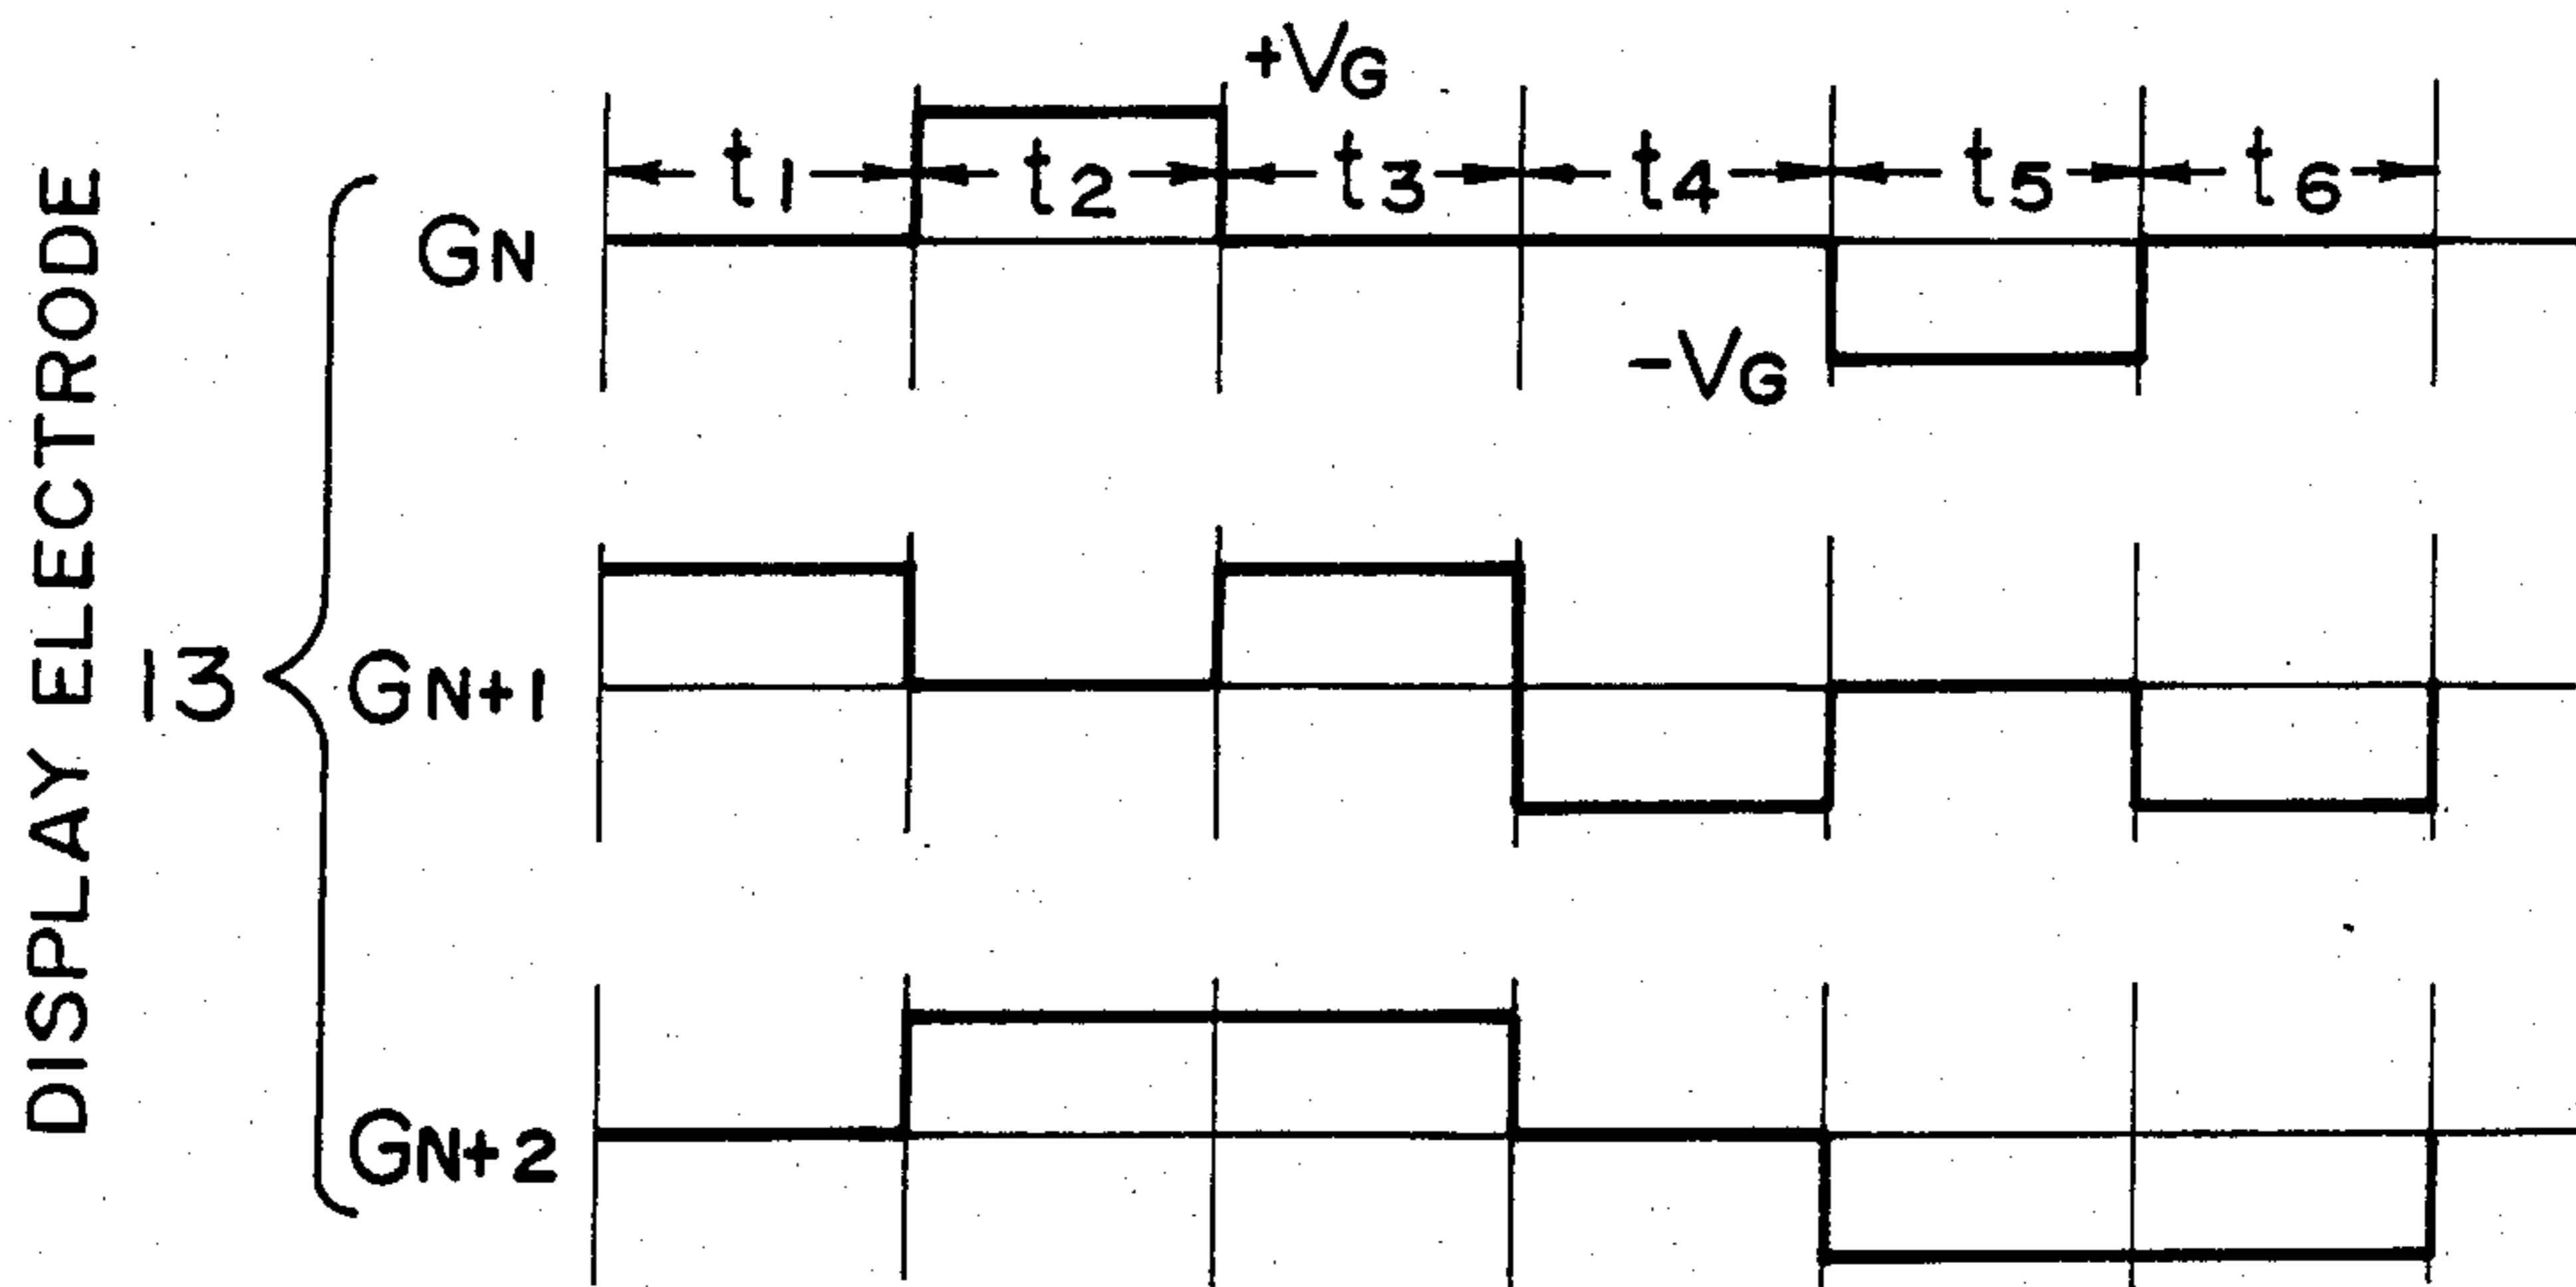 DISPLAY ELECTRODE
13
+VG
t1 t2 t3 t4 t5 t6
GN
-VG
GN+1
GN+2